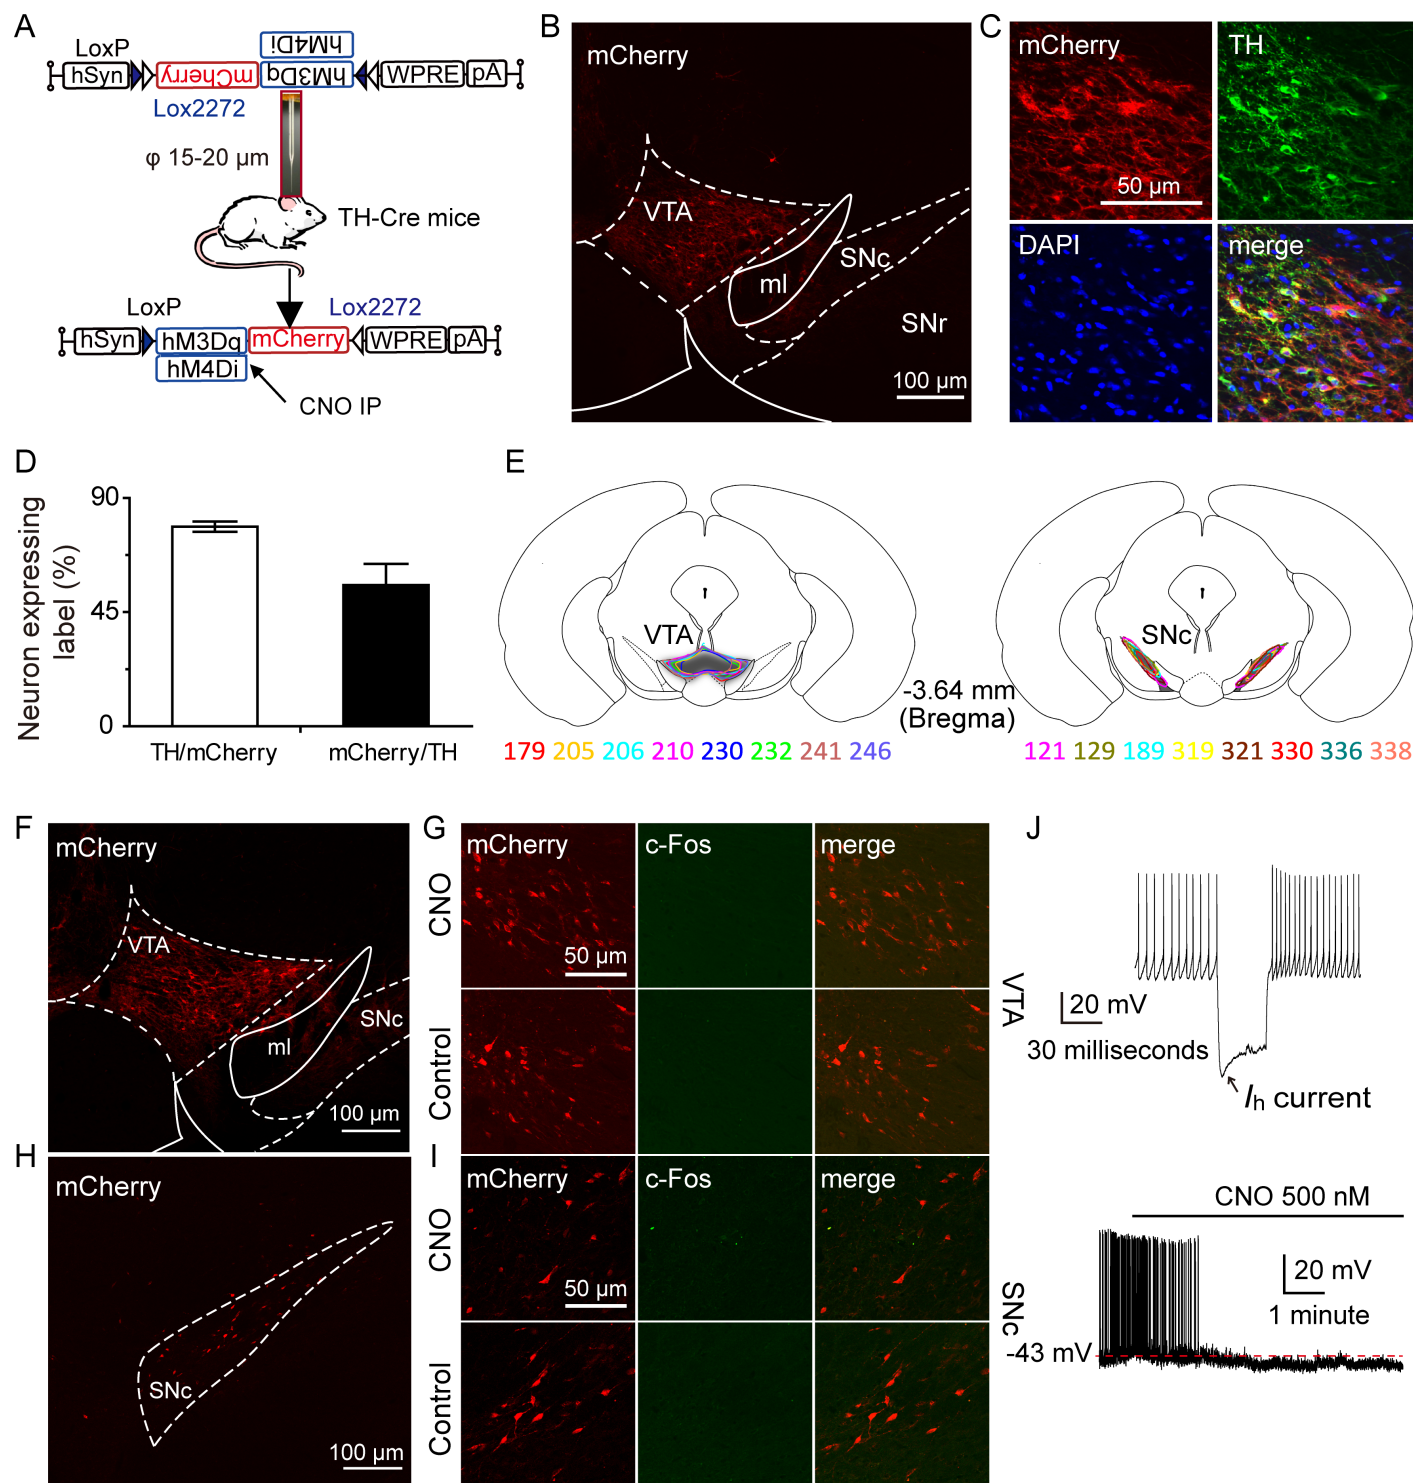 A
LoxP
hM4Di
hSyn
mCherry
hM3Dq
WPRE
pA
Lox2272
φ 15-20 μm
TH-Cre mice
LoxP
Lox2272
hSyn
hM3Dq
mCherry
WPRE
pA
hM4Di
CNO IP
B
mCherry
VTA
SNc
ml
SNr
100 μm
C
mCherry
TH
50 μm
DAPI
merge
D
Neuron expressing
label (%)
90
45
0
TH/mCherry
mCherry/TH
E
VTA
SNc
-3.64 mm
(Bregma)
179 205 206 210 230 232 241 246
121 129 189 319 321 330 336 338
F
mCherry
VTA
SNc
ml
100 μm
G
mCherry
c-Fos
merge
CNO
50 μm
Control
H
mCherry
SNc
100 μm
I
mCherry
c-Fos
merge
CNO
50 μm
Control
J
VTA
20 mV
30 milliseconds
Ih current
CNO 500 nM
SNc
20 mV
1 minute
-43 mV